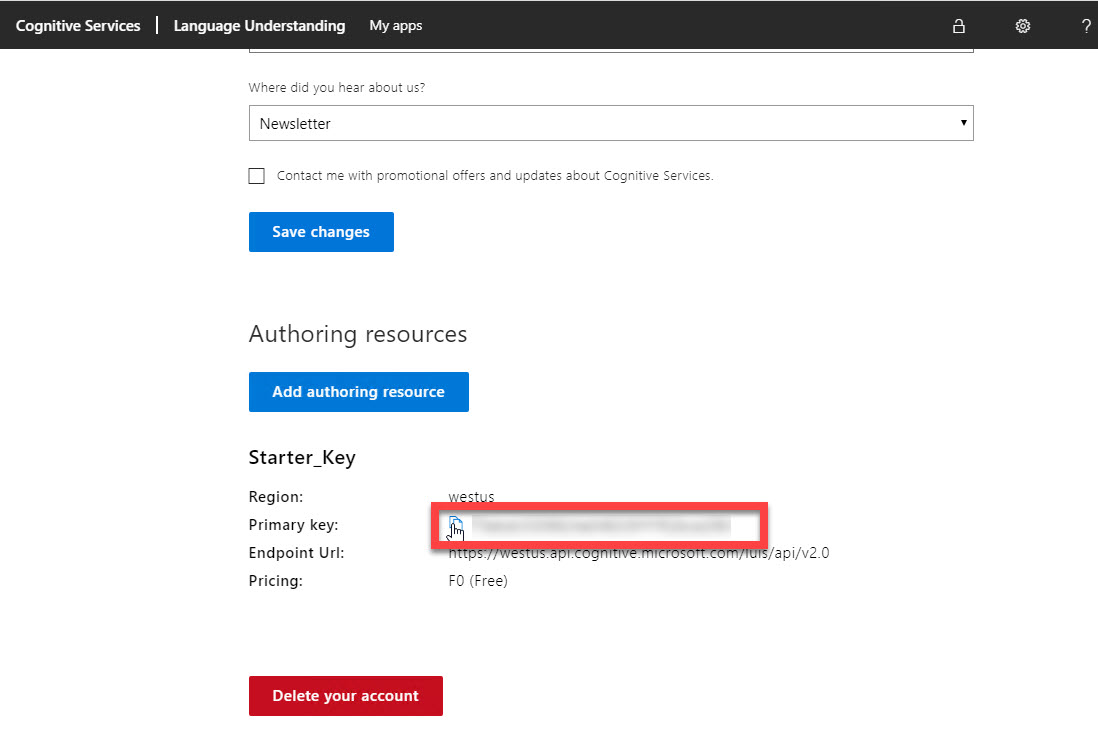 Cognitive Services | Language Understanding My apps ?
Where did you hear about us?
Newsletter
Contact me with promotional offers and updates about Cognitive Services.
Save changes
Authoring resources
Add authoring resource
Starter_Key
Region: westus
Primary key:
Endpoint Url: https://westus.api.cognitive.microsoft.com/luis/api/v2.0
Pricing: F0 (Free)
Delete your account